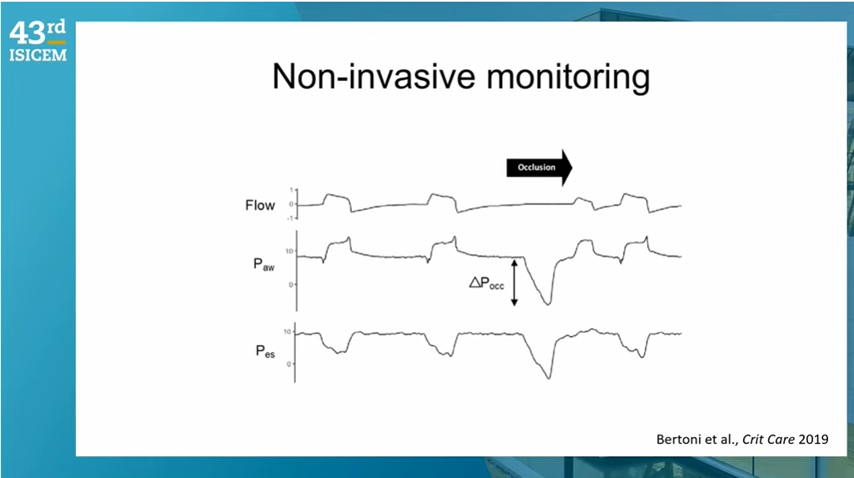 43rd
ISICEM
Non-invasive monitoring
Occlusion
Flow
1
0
-1
Paw
10
0
ΔPocc
Pes
10
0
Bertoni et al., Crit Care 2019